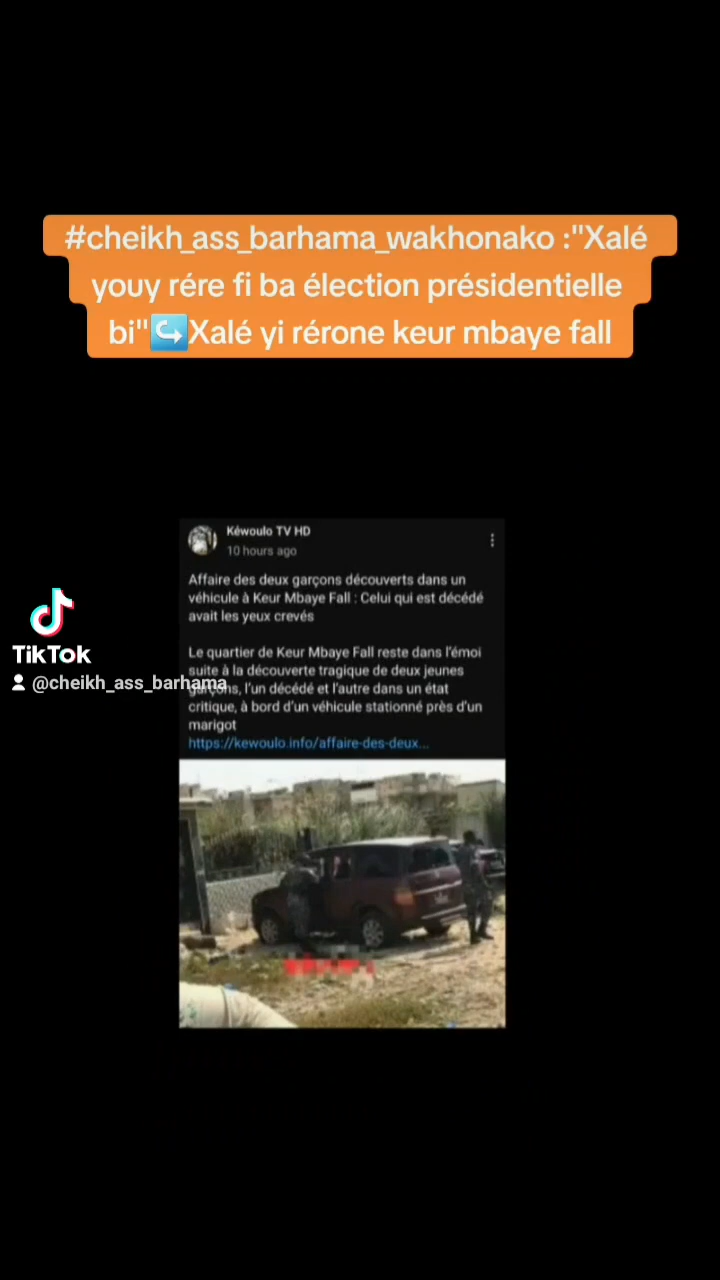 #cheikh_ass_barhama_wakhonako :"Xalé
youy rére fi ba élection présidentielle
bi"↪️Xalé yi rérone keur mbaye fall
Kéwoulo TV HD
10 hours ago
Affaire des deux garçons découverts dans un
véhicule à Keur Mbaye Fall : Celui qui est décédé
avait les yeux crevés
Le quartier de Keur Mbaye Fall reste dans l'émoi
suite à la découverte tragique de deux jeunes
garçons, l'un décédé et l'autre dans un état
critique, à bord d'un véhicule stationné près d'un
marigot
https://kewoulo.info/affaire-des-deux...
TikTok
@cheikh_ass_barhama